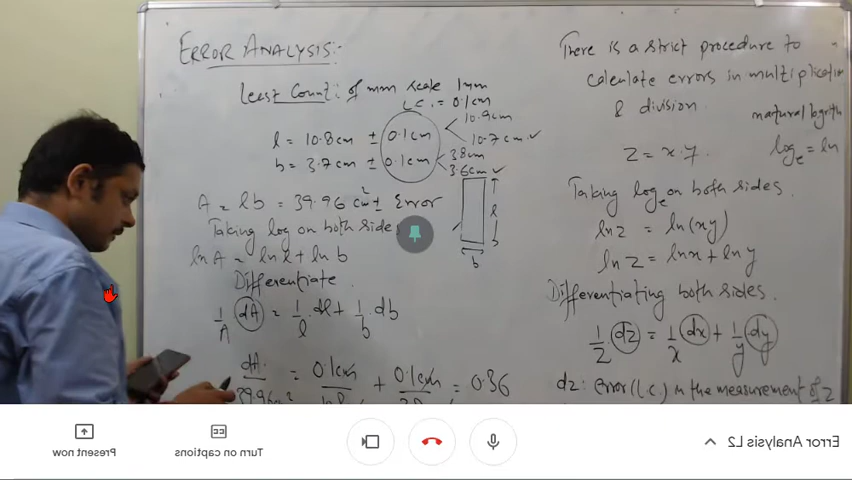 ERROR ANALYSIS:-
Least Count: of mm scale 1mm
LC. = 0.1cm
l = 10.8cm ± 0.1cm
10.9cm
10.7cm ✓
b = 3.7cm ± 0.1cm
3.8cm
3.6cm ✓
A = lb = 39.96 cm² ± Error
Taking log on both sides
ln A = ln l + ln b
Differentiate
1/A dA = 1/l . dl + 1/b . db
dA = 0.1cm + 0.1cm = 0.36
39.96cm²
l
b
There is a strict procedure to
calculate errors in multiplication
& division.
natural logrith
z = x.y.
log_e = ln
Taking log_e on both sides.
ln z = ln(xy)
ln z = ln x + ln y
Differentiating both sides.
1/z . dz = 1/x dx + 1/y dy
dz: error (l.c.) in the measurement of z
Present now
Turn on captions
Error Analysis L2